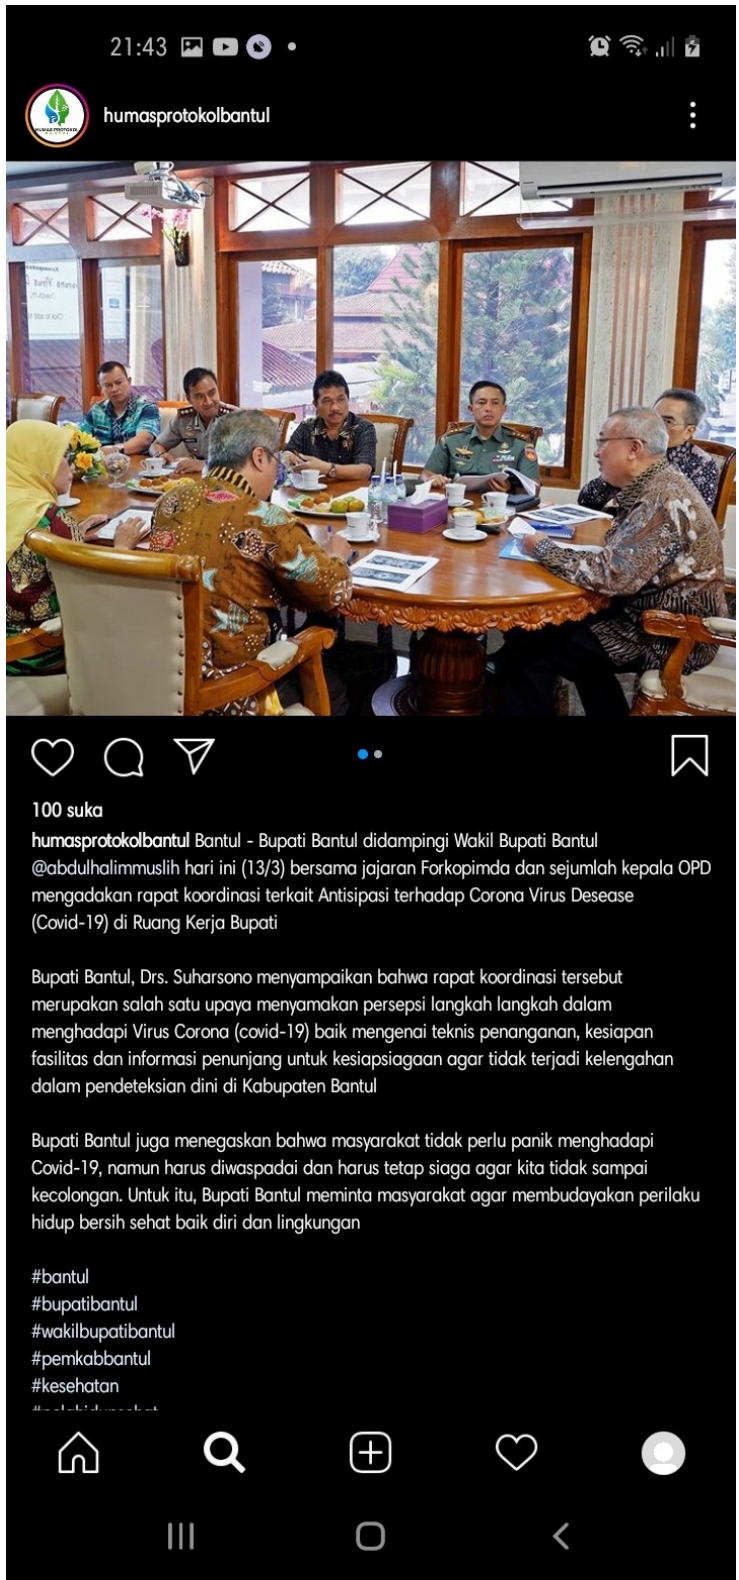 21:43
humasprotokolbantul
HUMAS PROTOKOL
100 suka
humasprotokolbantul Bantul - Bupati Bantul didampingi Wakil Bupati Bantul
@abdulhalimmuslih hari ini (13/3) bersama jajaran Forkopimda dan sejumlah kepala OPD
mengadakan rapat koordinasi terkait Antisipasi terhadap Corona Virus Desease
(Covid-19) di Ruang Kerja Bupati
Bupati Bantul, Drs. Suharsono menyampaikan bahwa rapat koordinasi tersebut
merupakan salah satu upaya menyamakan persepsi langkah langkah dalam
menghadapi Virus Corona (covid-19) baik mengenai teknis penanganan, kesiapan
fasilitas dan informasi penunjang untuk kesiapsiagaan agar tidak terjadi kelengahan
dalam pendeteksian dini di Kabupaten Bantul
Bupati Bantul juga menegaskan bahwa masyarakat tidak perlu panik menghadapi
Covid-19, namun harus diwaspadai dan harus tetap siaga agar kita tidak sampai
kecolongan. Untuk itu, Bupati Bantul meminta masyarakat agar membudayakan perilaku
hidup bersih sehat baik diri dan lingkungan
#bantul
#bupatibantul
#wakilbupatibantul
#pemkabbantul
#kesehatan